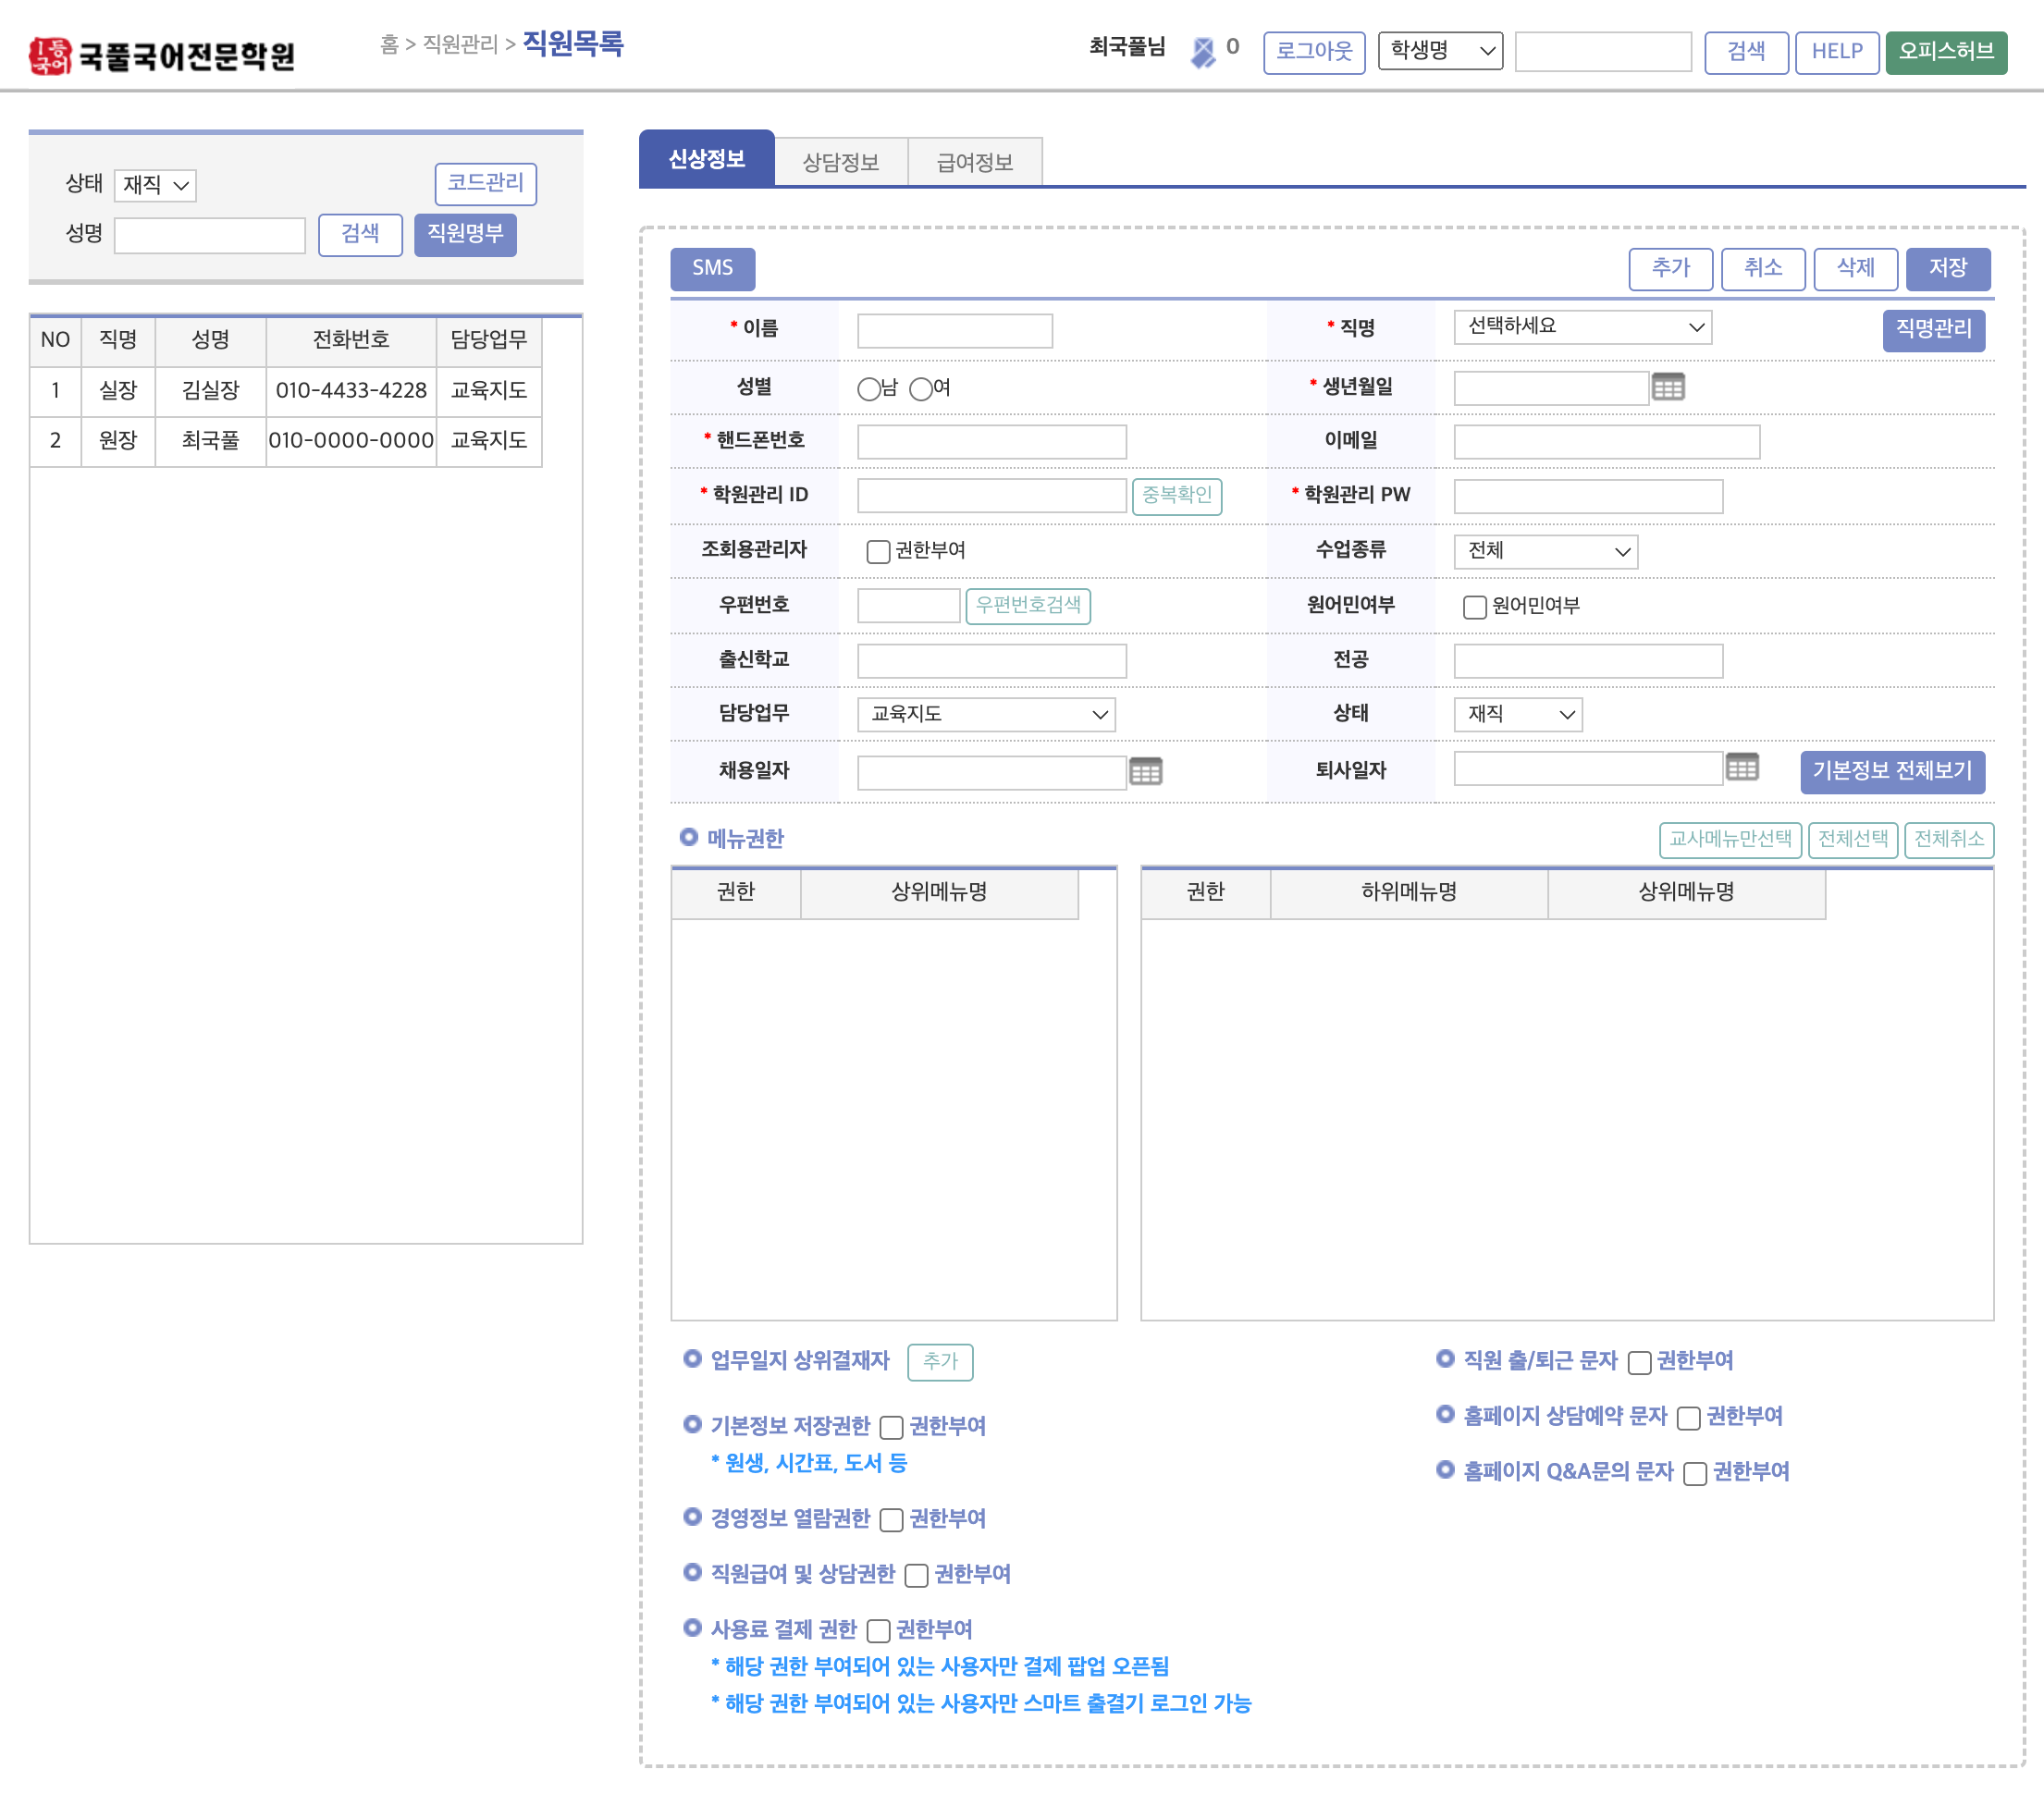 1등국어 국풀국어전문학원
홈 > 직원관리 > 직원목록
최국풀님 0 로그아웃 학생명 검색 HELP 오피스허브
상태 재직 코드관리
성명 검색 직원명부
NO 직명 성명 전화번호 담당업무
1 실장 김실장 010-4433-4228 교육지도
2 원장 최국풀 010-0000-0000 교육지도
신상정보 상담정보 급여정보
SMS 추가 취소 삭제 저장
* 이름 * 직명 선택하세요 직명관리
성별 남 여 * 생년월일
* 핸드폰번호 이메일
* 학원관리 ID 중복확인 * 학원관리 PW
조회용관리자 권한부여 수업종류 전체
우편번호 우편번호검색 원어민여부 원어민여부
출신학교 전공
담당업무 교육지도 상태 재직
채용일자 퇴사일자 기본정보 전체보기
메뉴권한 교사메뉴만선택 전체선택 전체취소
권한 상위메뉴명 권한 하위메뉴명 상위메뉴명
업무일지 상위결재자 추가
기본정보 저장권한 권한부여
* 원생, 시간표, 도서 등
경영정보 열람권한 권한부여
직원급여 및 상담권한 권한부여
사용료 결제 권한 권한부여
* 해당 권한 부여되어 있는 사용자만 결제 팝업 오픈됨
* 해당 권한 부여되어 있는 사용자만 스마트 출결기 로그인 가능
직원 출/퇴근 문자 권한부여
홈페이지 상담예약 문자 권한부여
홈페이지 Q&A문의 문자 권한부여